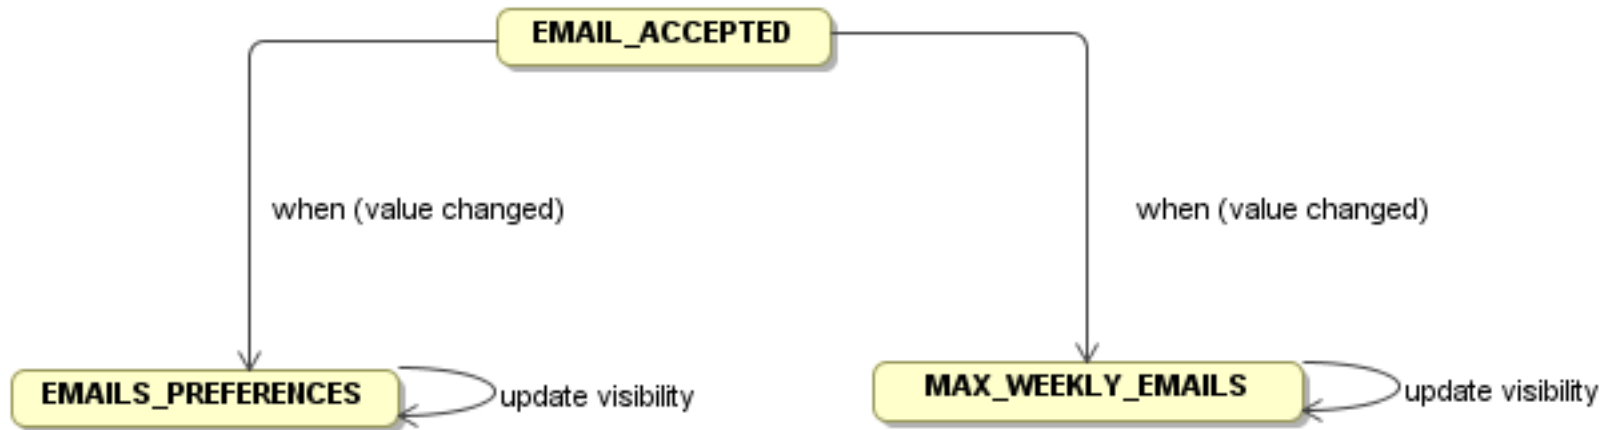 EMAIL_ACCEPTED
when (value changed)
when (value changed)
EMAILS_PREFERENCES
update visibility
MAX_WEEKLY_EMAILS
update visibility